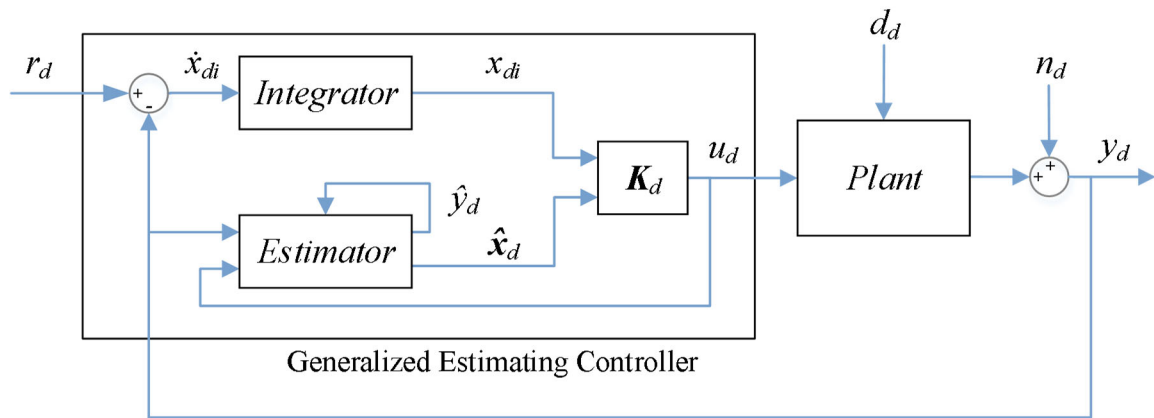 r_d
+
-
ẋ_di
Integrator
x_di
K_d
u_d
d_d
Plant
n_d
+
+
y_d
ŷ_d
Estimator
x̂_d
Generalized Estimating Controller